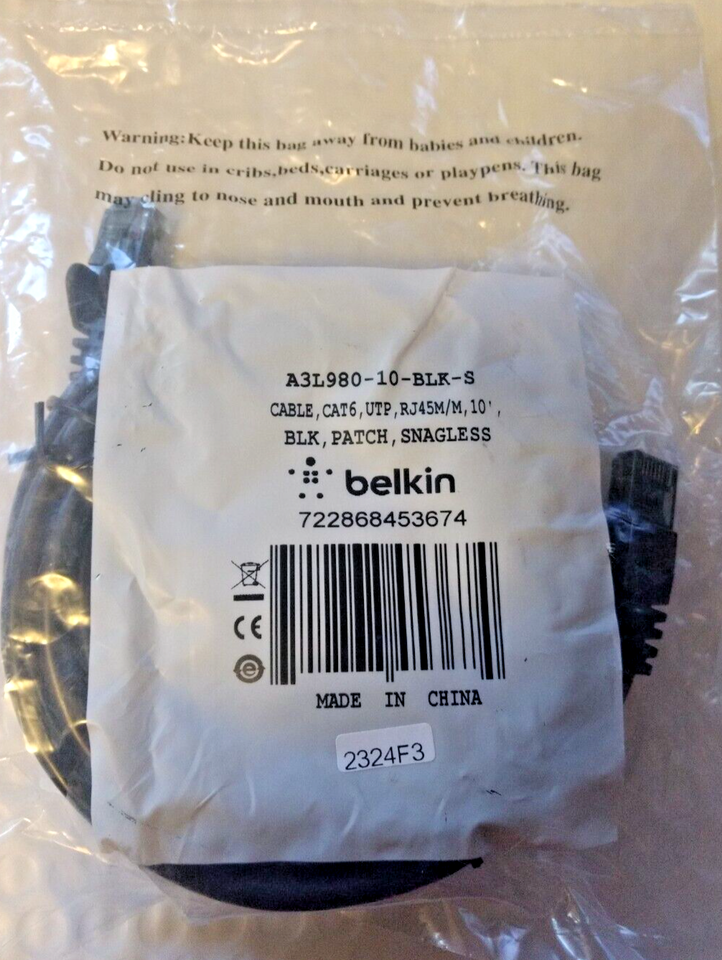 Warning:Keep this bag away from babies and children.
Do not use in cribs,beds,carriages or playpens. This bag
may cling to nose and mouth and prevent breathing.
A3L980-10-BLK-S
CABLE,CAT6,UTP,RJ45M/M,10',
BLK,PATCH,SNAGLESS
belkin
722868453674
CE
e
MADE IN CHINA
2324F3